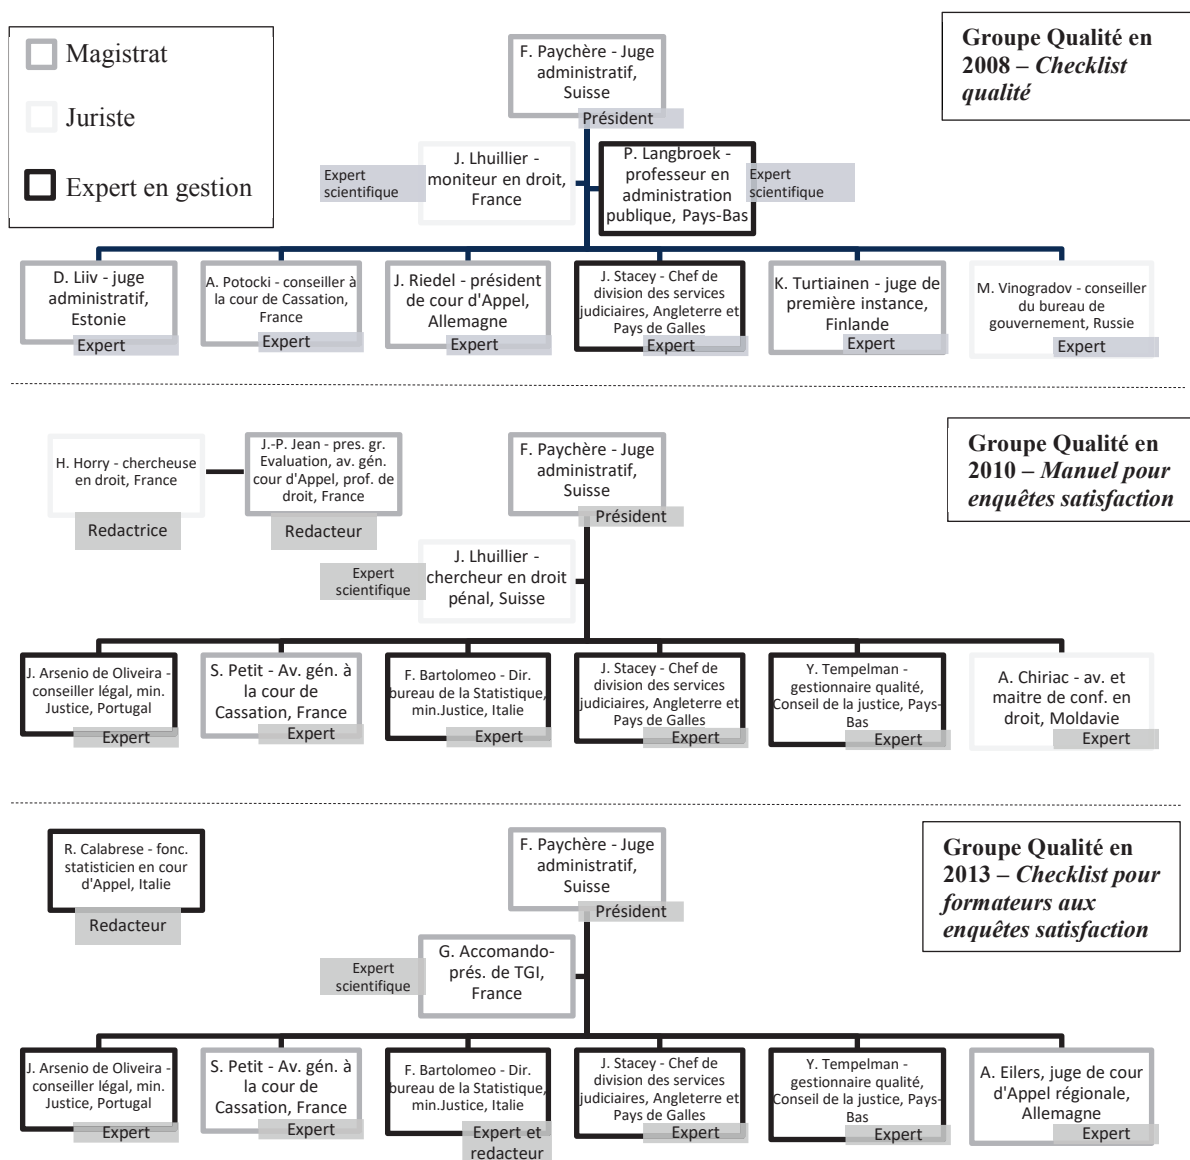 Magistrat
Juriste
Expert en gestion
F. Paychère - Juge
administratif,
Suisse
Président
Groupe Qualité en
2008 – Checklist
qualité
Expert
scientifique
J. Lhuillier -
moniteur en droit,
France
P. Langbroek -
professeur en
administration
publique, Pays-Bas
Expert
scientifique
D. Liiv - juge
administratif,
Estonie
Expert
A. Potocki - conseiller à
la cour de Cassation,
France
Expert
J. Riedel - président
de cour d'Appel,
Allemagne
Expert
J. Stacey - Chef de
division des services
judiciaires, Angleterre et
Pays de Galles
Expert
K. Turtiainen - juge de
première instance,
Finlande
Expert
M. Vinogradov - conseiller
du bureau de
gouvernement, Russie
Expert
H. Horry - chercheuse
en droit, France
Redactrice
J.-P. Jean - pres. gr.
Evaluation, av. gén.
cour d'Appel, prof. de
droit, France
Redacteur
F. Paychère - Juge
administratif,
Suisse
Président
Groupe Qualité en
2010 – Manuel pour
enquêtes satisfaction
Expert
scientifique
J. Lhuillier -
chercheur en droit
pénal, Suisse
J. Arsenio de Oliveira -
conseiller légal, min.
Justice, Portugal
Expert
S. Petit - Av. gén. à
la cour de
Cassation, France
Expert
F. Bartolomeo - Dir.
bureau de la Statistique,
min.Justice, Italie
Expert
J. Stacey - Chef de
division des services
judiciaires, Angleterre et
Pays de Galles
Expert
Y. Tempelman -
gestionnaire qualité,
Conseil de la justice, Pays-
Bas
Expert
A. Chiriac - av. et
maitre de conf. en
droit, Moldavie
Expert
R. Calabrese - fonc.
statisticien en cour
d'Appel, Italie
Redacteur
F. Paychère - Juge
administratif,
Suisse
Président
Groupe Qualité en
2013 – Checklist pour
formateurs aux
enquêtes satisfaction
Expert
scientifique
G. Accomando-
prés. de TGI,
France
J. Arsenio de Oliveira -
conseiller légal, min.
Justice, Portugal
Expert
S. Petit - Av. gén. à
la cour de
Cassation, France
Expert
F. Bartolomeo - Dir.
bureau de la Statistique,
min.Justice, Italie
Expert et
redacteur
J. Stacey - Chef de
division des services
judiciaires, Angleterre et
Pays de Galles
Expert
Y. Tempelman -
gestionnaire qualité,
Conseil de la justice, Pays-
Bas
Expert
A. Eilers, juge de cour
d'Appel régionale,
Allemagne
Expert